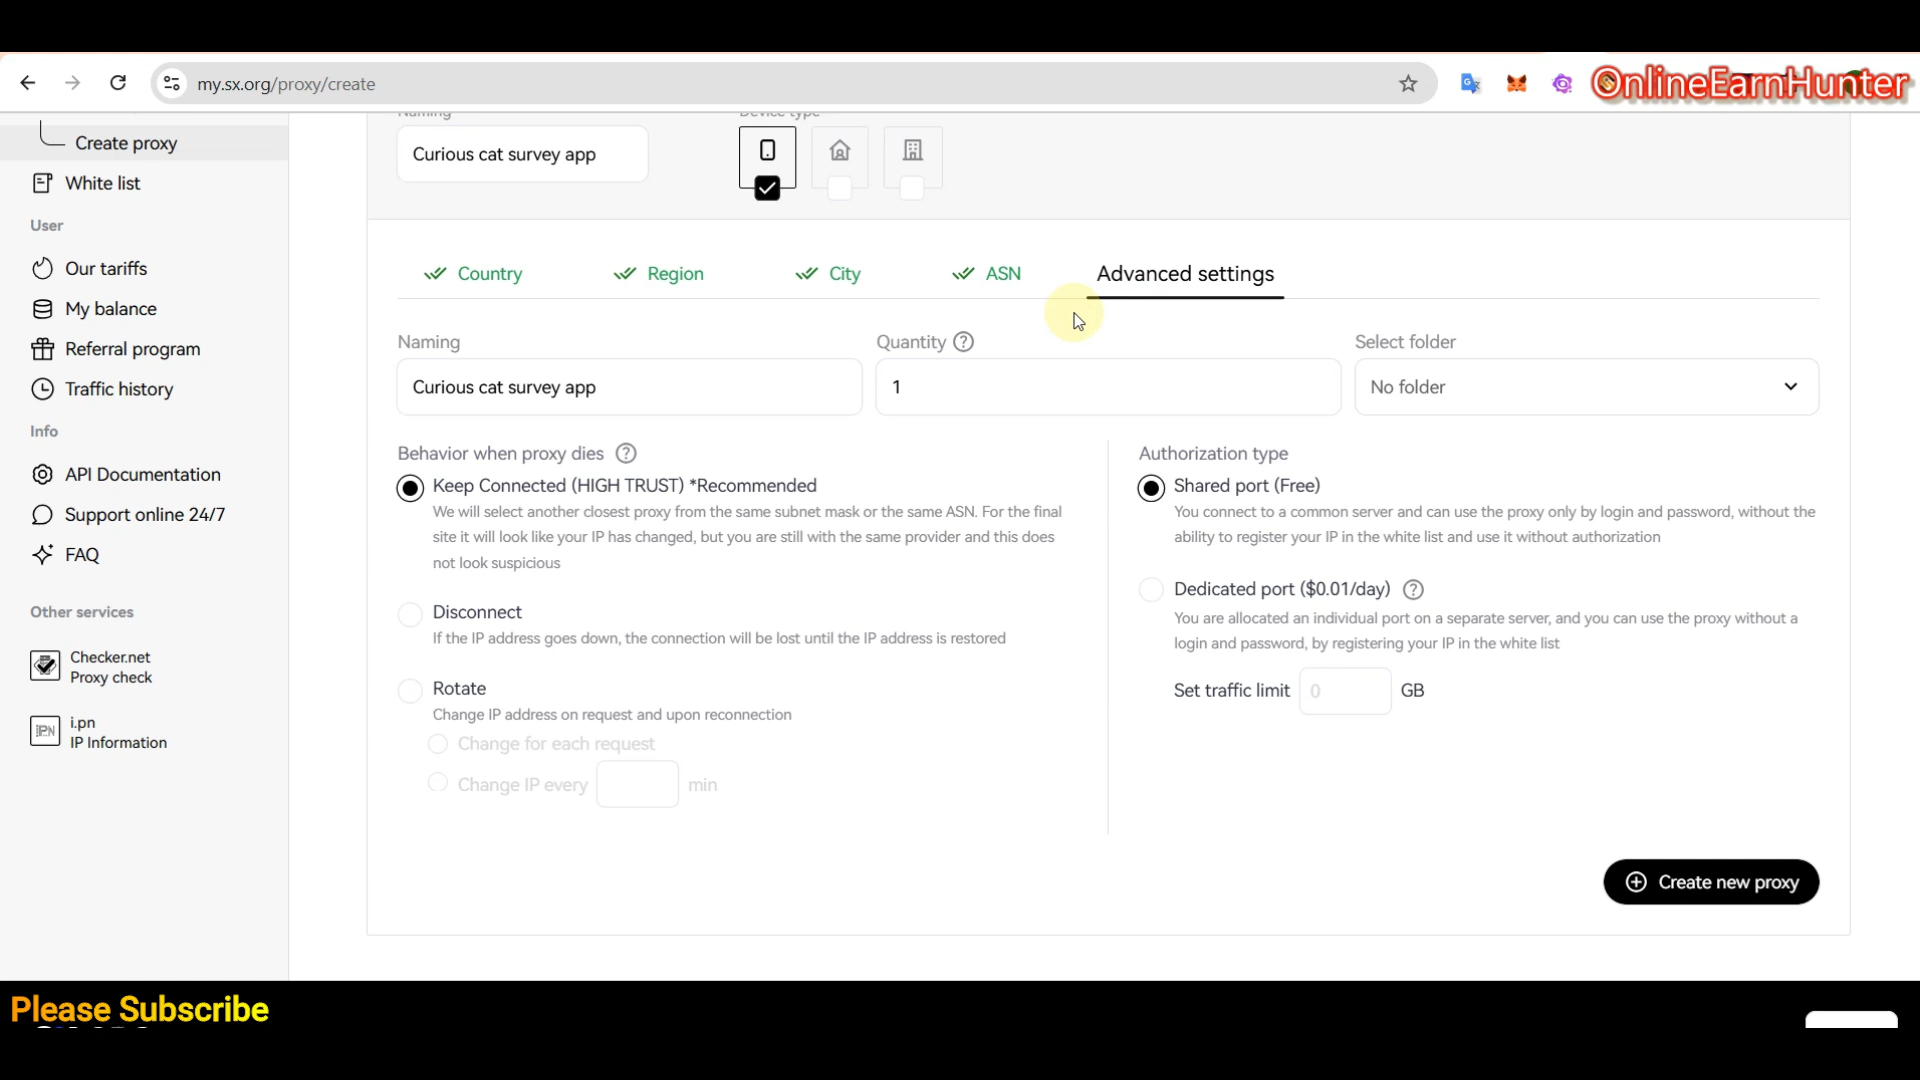 my.sx.org/proxy/create
OnlineEarnHunter
Create proxy
White list
User
Our tariffs
My balance
Referral program
Traffic history
Info
API Documentation
Support online 24/7
FAQ
Other services
Checker.net
Proxy check
IPN
i.pn
IP Information
Naming
Device type
Curious cat survey app
Country
Region
City
ASN
Advanced settings
Naming
Quantity ?
Select folder
Curious cat survey app
1
No folder
Behavior when proxy dies ?
Keep Connected (HIGH TRUST) *Recommended
We will select another closest proxy from the same subnet mask or the same ASN. For the final
site it will look like your IP has changed, but you are still with the same provider and this does
not look suspicious
Disconnect
If the IP address goes down, the connection will be lost until the IP address is restored
Rotate
Change IP address on request and upon reconnection
Change for each request
Change IP every min
Authorization type
Shared port (Free)
You connect to a common server and can use the proxy only by login and password, without the
ability to register your IP in the white list and use it without authorization
Dedicated port ($0.01/day) ?
You are allocated an individual port on a separate server, and you can use the proxy without a
login and password, by registering your IP in the white list
Set traffic limit 0 GB
Create new proxy
Please Subscribe